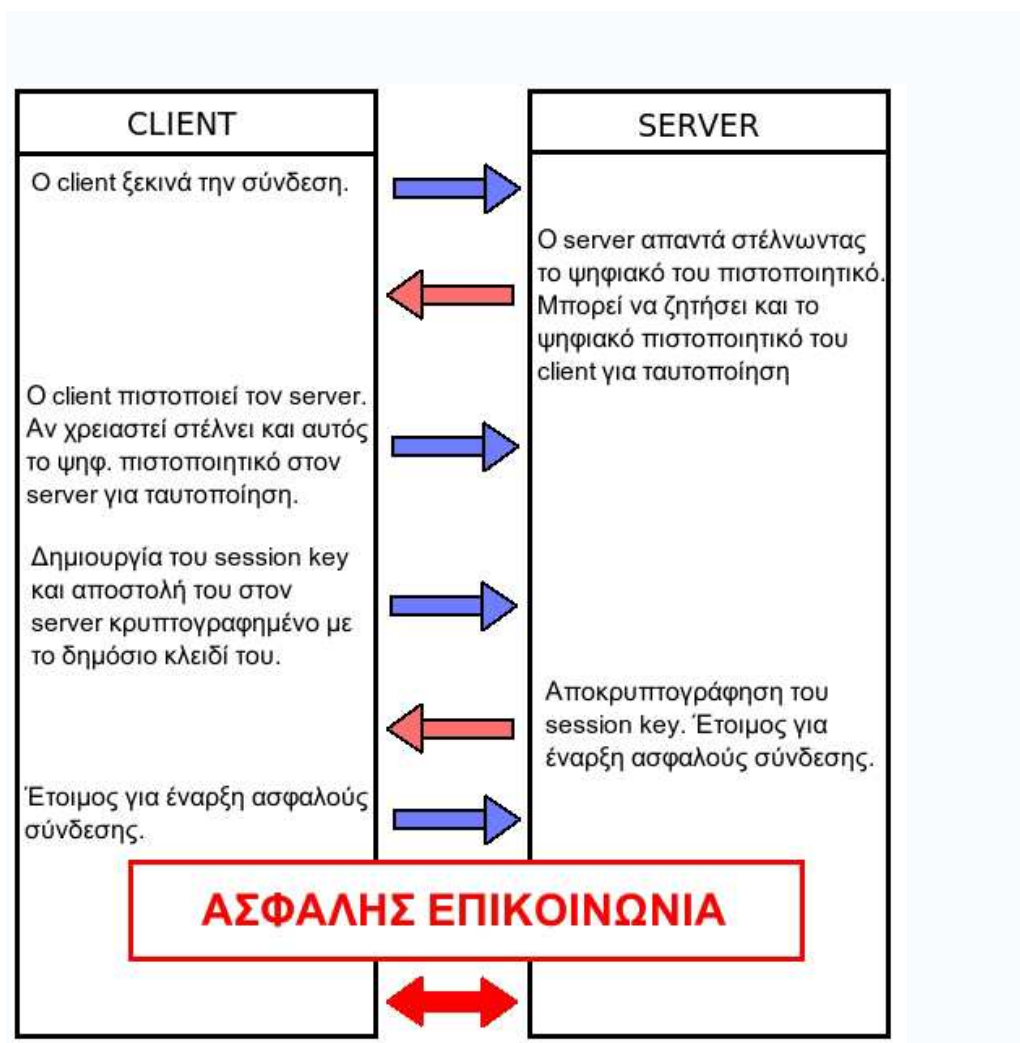 CLIENT
SERVER
Ο client ξεκινά την σύνδεση.
Ο server απαντά στέλνωντας
το ψηφιακό του πιστοποιητικό.
Μπορεί να ζητήσει και το
ψηφιακό πιστοποιητικό του
client για ταυτοποίηση
Ο client πιστοποιεί τον server.
Αν χρειαστεί στέλνει και αυτός
το ψηφ. πιστοποιητικό στον
server για ταυτοποίηση.
Δημιουργία του session key
και αποστολή του στον
server κρυπτογραφημένο με
το δημόσιο κλειδί του.
Αποκρυπτογράφηση του
session key. Έτοιμος για
έναρξη ασφαλούς σύνδεσης.
Έτοιμος για έναρξη ασφαλούς
σύνδεσης.
ΑΣΦΑΛΗΣ ΕΠΙΚΟΙΝΩΝΙΑ